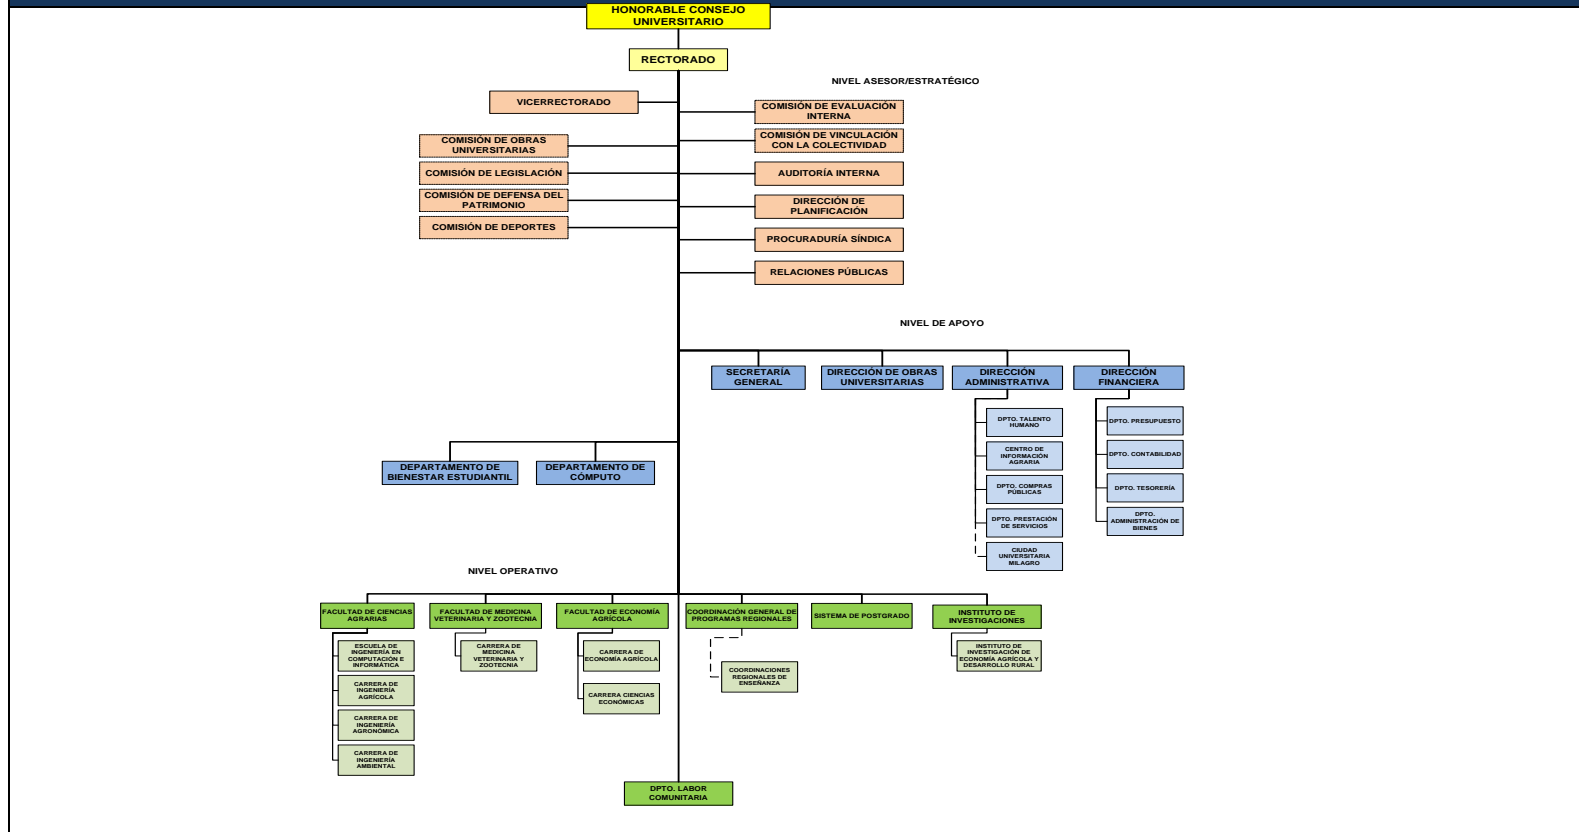 HONORABLE CONSEJO
UNIVERSITARIO
RECTORADO
NIVEL ASESOR/ESTRATÉGICO
VICERRECTORADO
COMISIÓN DE OBRAS
UNIVERSITARIAS
COMISIÓN DE LEGISLACIÓN
COMISIÓN DE DEFENSA DEL
PATRIMONIO
COMISIÓN DE DEPORTES
COMISIÓN DE EVALUACIÓN
INTERNA
COMISIÓN DE VINCULACIÓN
CON LA COLECTIVIDAD
AUDITORÍA INTERNA
DIRECCIÓN DE
PLANIFICACIÓN
PROCURADURÍA SÍNDICA
RELACIONES PÚBLICAS
NIVEL DE APOYO
SECRETARÍA
GENERAL
DIRECCIÓN DE OBRAS
UNIVERSITARIAS
DIRECCIÓN
ADMINISTRATIVA
DIRECCIÓN
FINANCIERA
DPTO. TALENTO
HUMANO
CENTRO DE
INFORMACIÓN
AGRARIA
DPTO. COMPRAS
PÚBLICAS
DPTO. PRESTACIÓN
DE SERVICIOS
CIUDAD
UNIVERSITARIA
MILAGRO
DPTO. PRESUPUESTO
DPTO. CONTABILIDAD
DPTO. TESORERÍA
DPTO.
ADMINISTRACIÓN DE
BIENES
DEPARTAMENTO DE
BIENESTAR ESTUDIANTIL
DEPARTAMENTO DE
CÓMPUTO
NIVEL OPERATIVO
FACULTAD DE CIENCIAS
AGRARIAS
FACULTAD DE MEDICINA
VETERINARIA Y ZOOTECNIA
FACULTAD DE ECONOMÍA
AGRÍCOLA
COORDINACIÓN GENERAL DE
PROGRAMAS REGIONALES
SISTEMA DE POSTGRADO
INSTITUTO DE
INVESTIGACIONES
ESCUELA DE
INGENIERÍA EN
COMPUTACIÓN E
INFORMÁTICA
CARRERA DE
INGENIERÍA
AGRÍCOLA
CARRERA DE
INGENIERÍA
AGRONÓMICA
CARRERA DE
INGENIERÍA
AMBIENTAL
CARRERA DE
MEDICINA
VETERINARIA Y
ZOOTECNIA
CARRERA DE
ECONOMÍA AGRÍCOLA
CARRERA CIENCIAS
ECONÓMICAS
COORDINACIONES
REGIONALES DE
ENSEÑANZA
INSTITUTO DE
INVESTIGACIÓN DE
ECONOMÍA AGRÍCOLA Y
DESARROLLO RURAL
DPTO. LABOR
COMUNITARIA